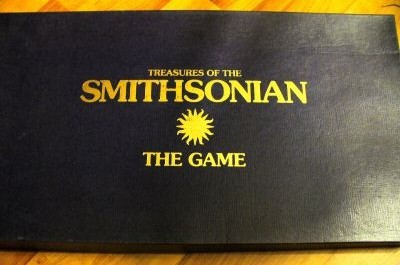 TREASURES OF THE
SMITHSONIAN
THE GAME